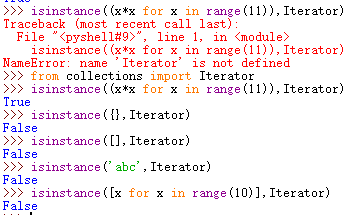 True
>>> isinstance((x*x for x in range(11)),Iterator)
Traceback (most recent call last):
  File "<pyshell#9>", line 1, in <module>
    isinstance((x*x for x in range(11)),Iterator)
NameError: name 'Iterator' is not defined
>>> from collections import Iterator
>>> isinstance((x*x for x in range(11)),Iterator)
True
>>> isinstance({},Iterator)
False
>>> isinstance([],Iterator)
False
>>> isinstance('abc',Iterator)
False
>>> isinstance([x for x in range(10)],Iterator)
False